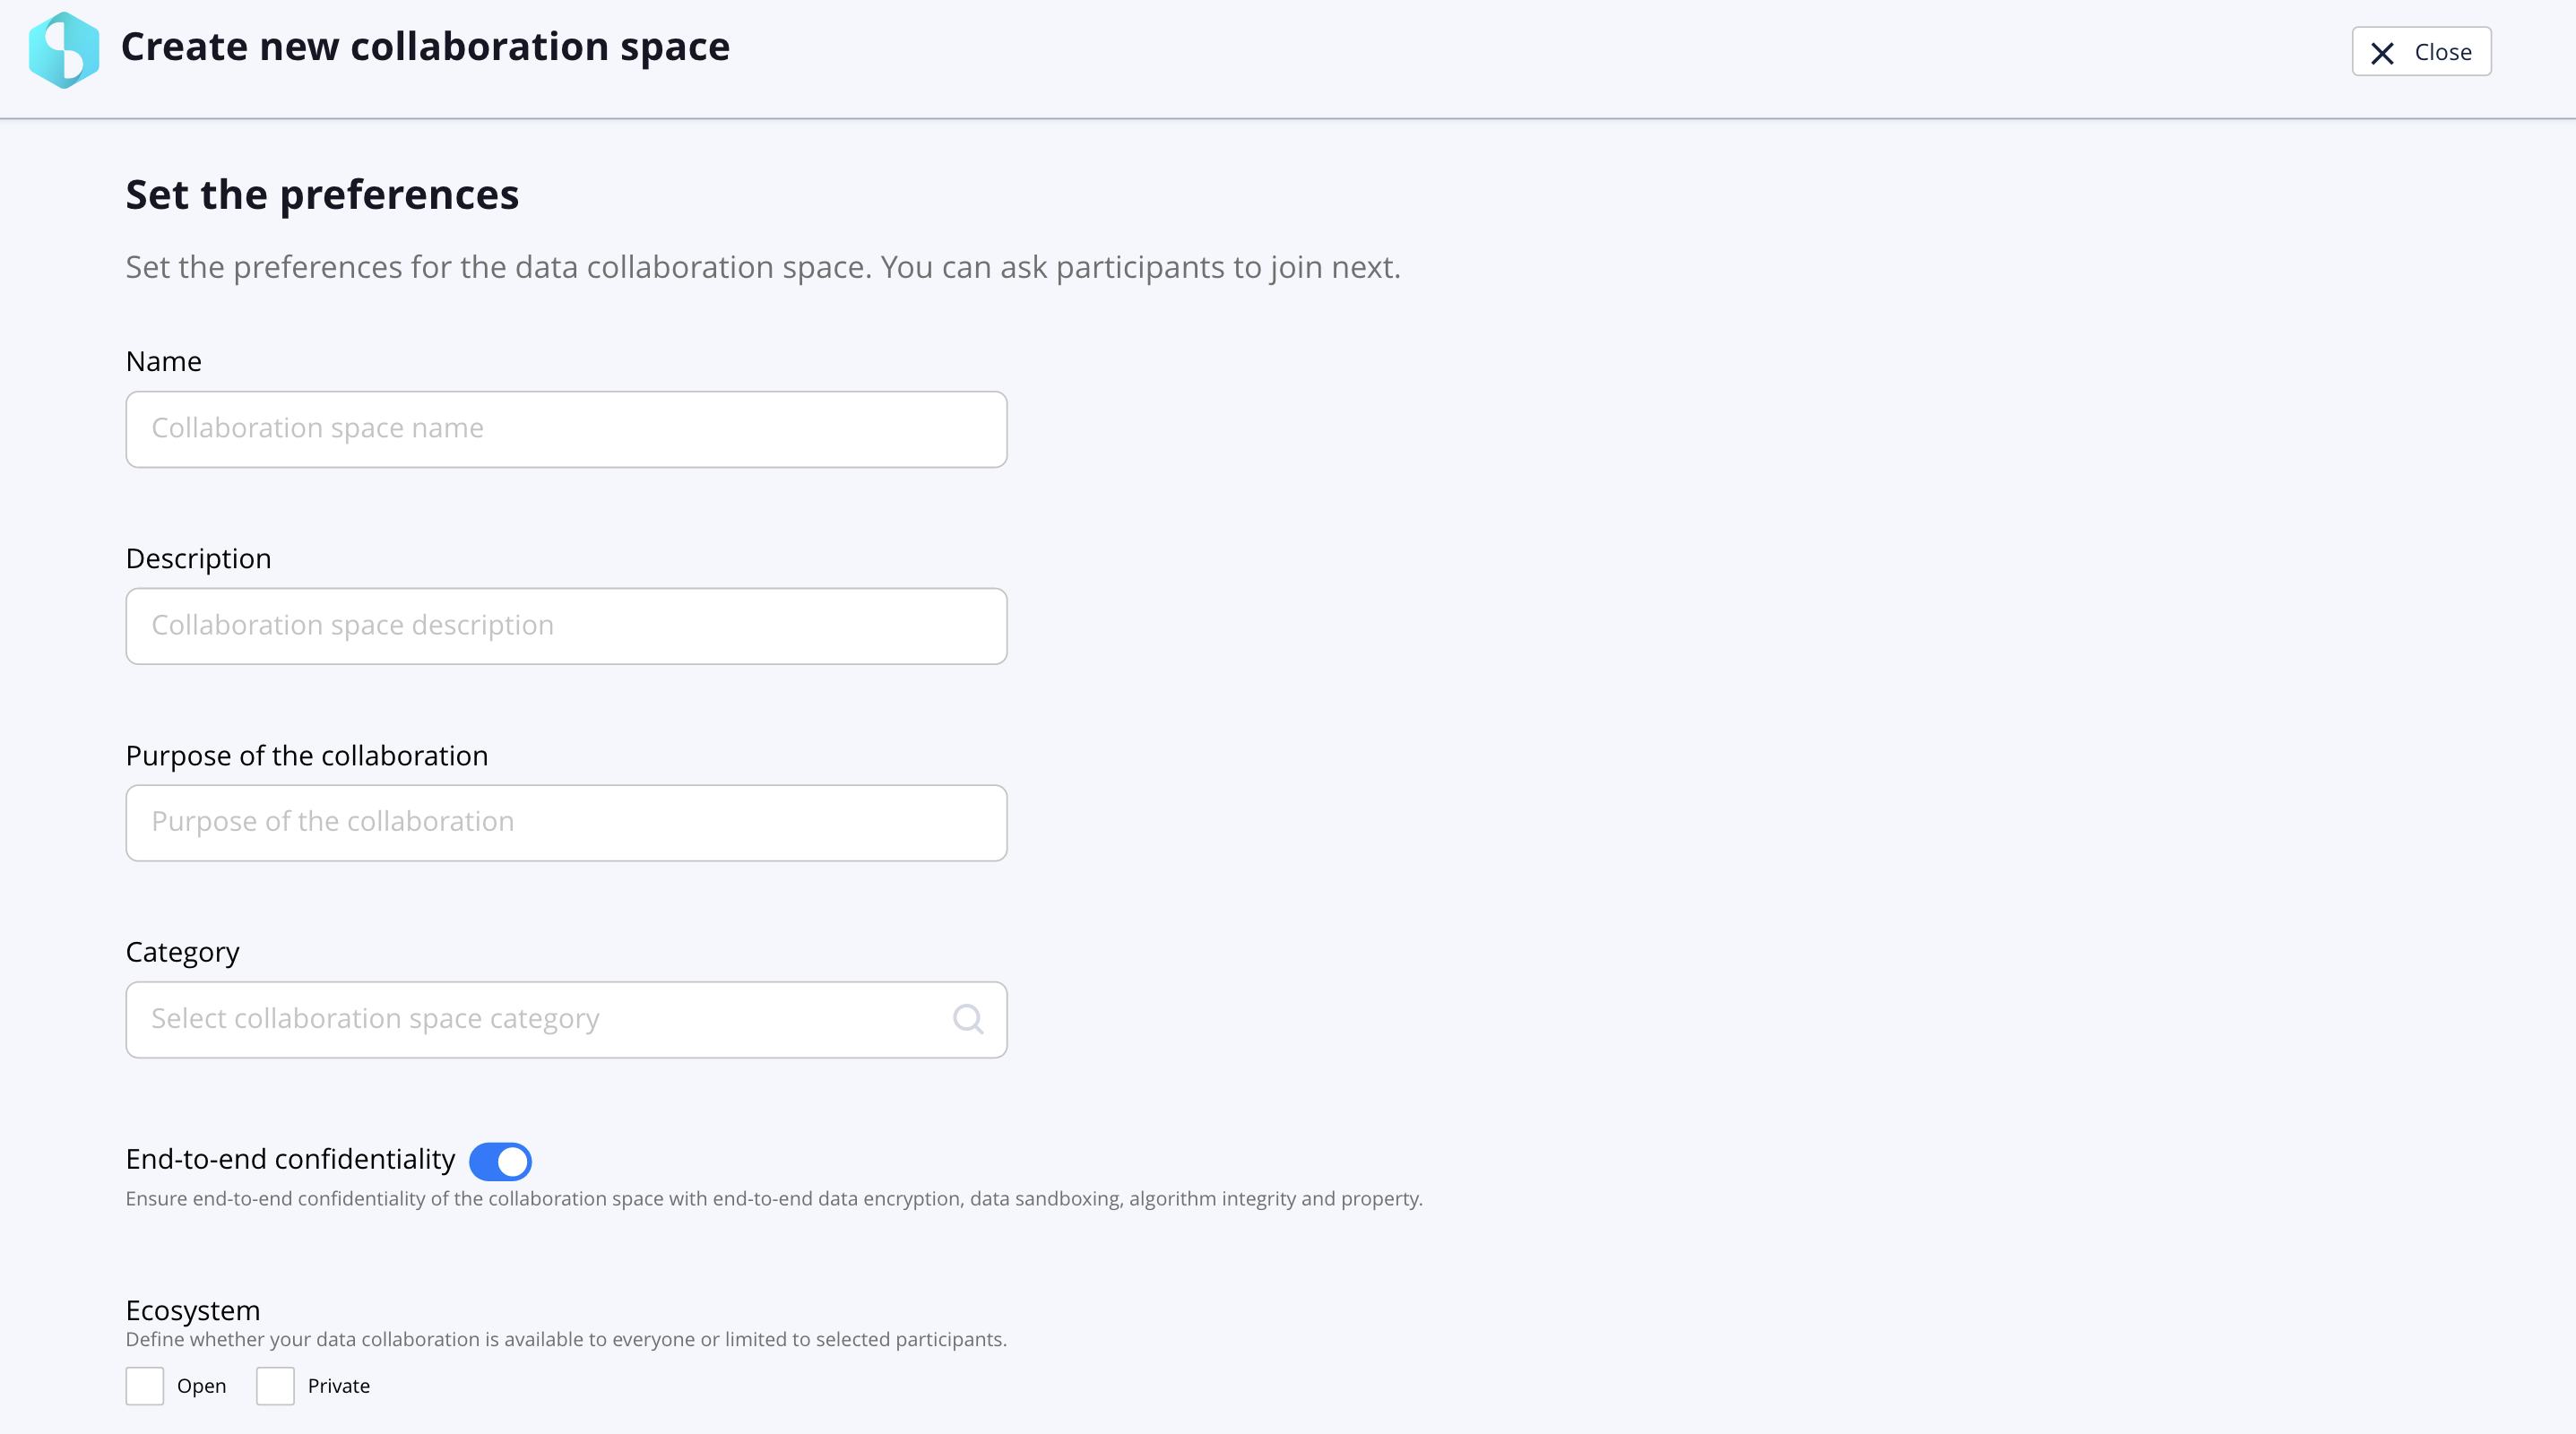 Create new collaboration space
Close
Set the preferences
Set the preferences for the data collaboration space. You can ask participants to join next.
Name
Collaboration space name
Description
Collaboration space description
Purpose of the collaboration
Purpose of the collaboration
Category
Select collaboration space category
End-to-end confidentiality
Ensure end-to-end confidentiality of the collaboration space with end-to-end data encryption, data sandboxing, algorithm integrity and property.
Ecosystem
Define whether your data collaboration is available to everyone or limited to selected participants.
Open Private